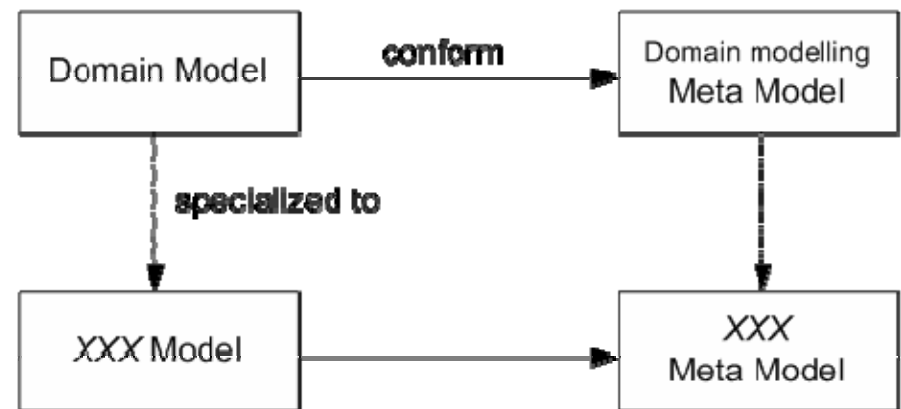 Domain Model
conform
Domain modelling
Meta Model
specialized to
XXX Model
XXX
Meta Model